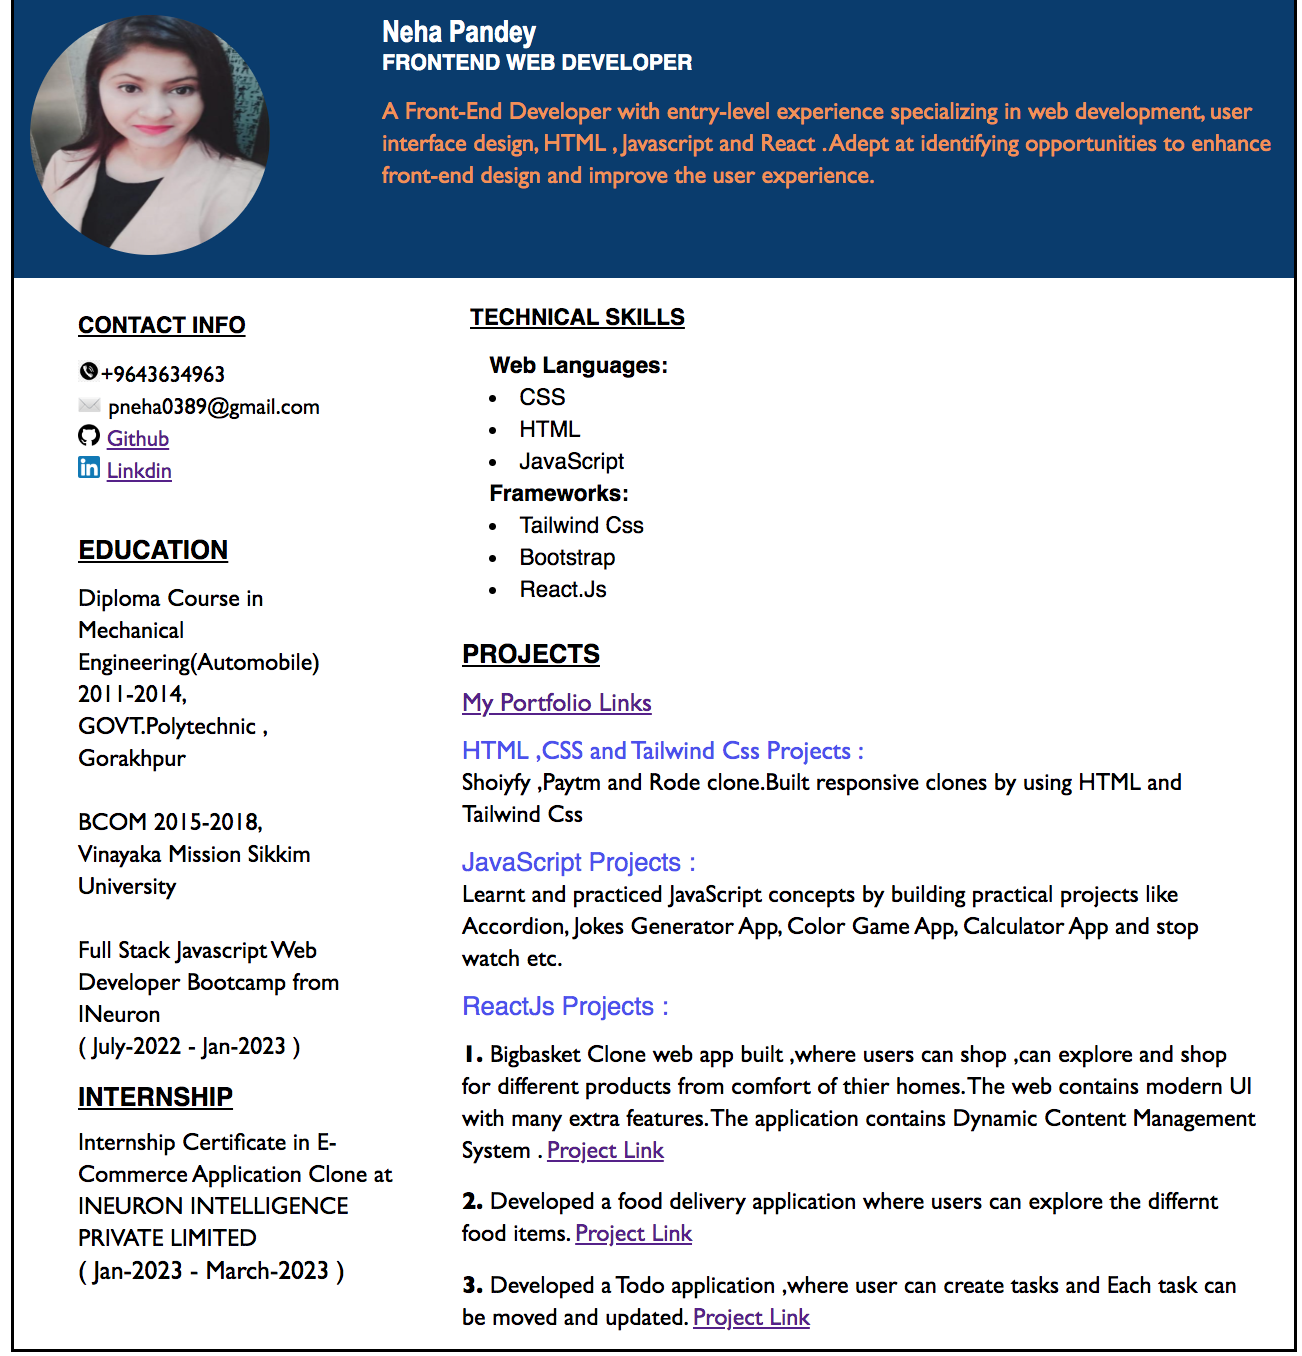 Neha Pandey
FRONTEND WEB DEVELOPER
A Front-End Developer with entry-level experience specializing in web development, user
interface design, HTML , Javascript and React . Adept at identifying opportunities to enhance
front-end design and improve the user experience.
CONTACT INFO
+9643634963
pneha0389@gmail.com
Github
Linkdin
EDUCATION
Diploma Course in
Mechanical
Engineering(Automobile)
2011-2014,
GOVT.Polytechnic ,
Gorakhpur
BCOM 2015-2018,
Vinayaka Mission Sikkim
University
Full Stack Javascript Web
Developer Bootcamp from
INeuron
( July-2022 - Jan-2023 )
INTERNSHIP
Internship Certificate in E-
Commerce Application Clone at
INEURON INTELLIGENCE
PRIVATE LIMITED
( Jan-2023 - March-2023 )
TECHNICAL SKILLS
Web Languages:
• CSS
• HTML
• JavaScript
Frameworks:
• Tailwind Css
• Bootstrap
• React.Js
PROJECTS
My Portfolio Links
HTML ,CSS and Tailwind Css Projects :
Shoiyfy ,Paytm and Rode clone.Built responsive clones by using HTML and
Tailwind Css
JavaScript Projects :
Learnt and practiced JavaScript concepts by building practical projects like
Accordion, Jokes Generator App, Color Game App, Calculator App and stop
watch etc.
ReactJs Projects :
1. Bigbasket Clone web app built ,where users can shop ,can explore and shop
for different products from comfort of thier homes.The web contains modern UI
with many extra features.The application contains Dynamic Content Management
System . Project Link
2. Developed a food delivery application where users can explore the differnt
food items. Project Link
3. Developed a Todo application ,where user can create tasks and Each task can
be moved and updated. Project Link